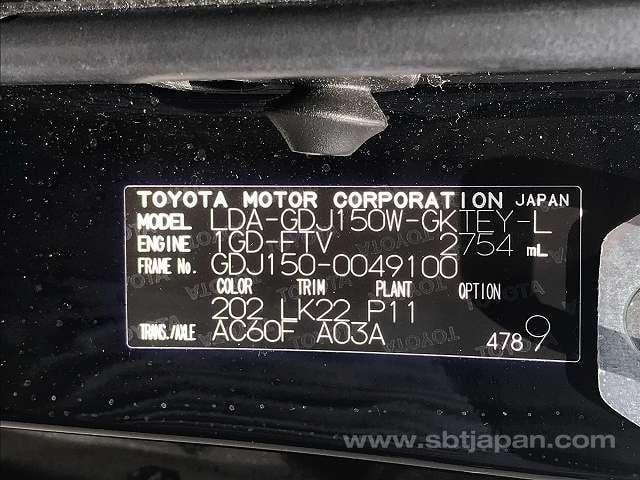 TOYOTA MOTOR CORPORATION JAPAN
MODEL LDA-GDJ150W-GKTEY-L
ENGINE 1GD-FTV 2754 mL
FRAME No. GDJ150-0049100
COLOR TRIM PLANT OPTION
202 LK22 P11
TRANS./AXLE AC60F A03A
4789
www.sbtjapan.com